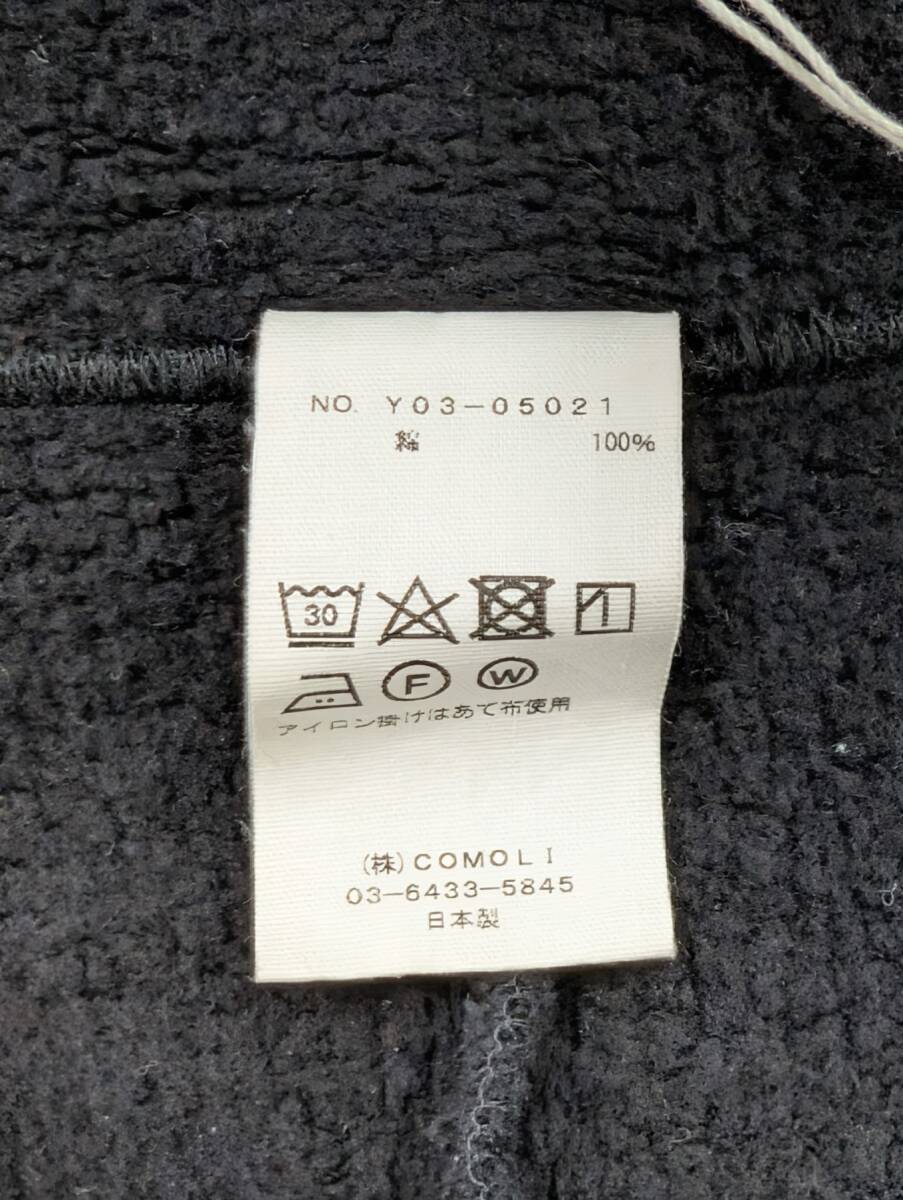 NO. Y03-05021
綿 100%
30
アイロン掛けはあて布使用
F W
(株)COMOLI
03-6433-5845
日本製